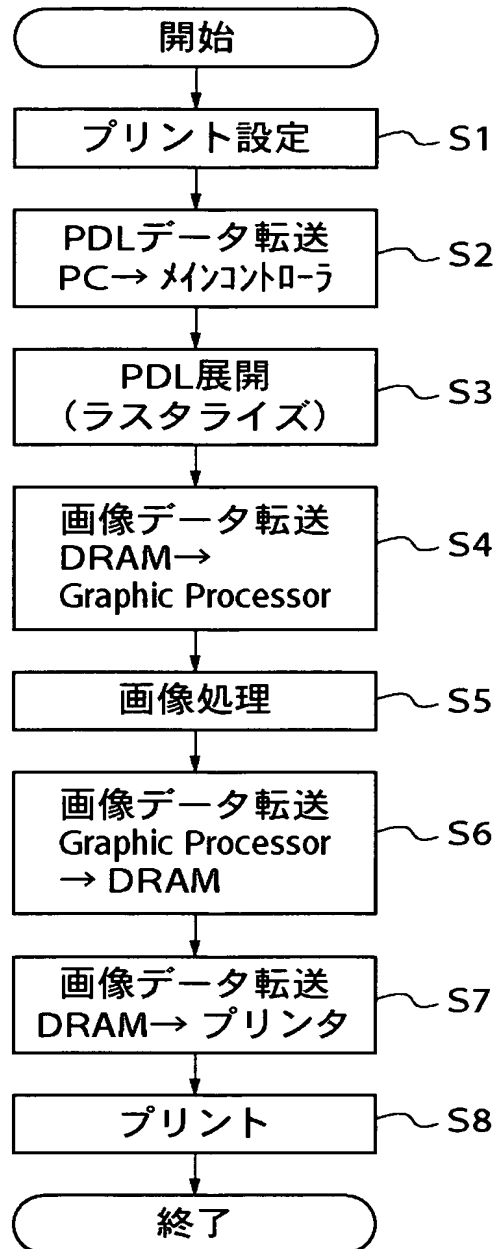 開始
プリント設定
S1
PDLデータ転送
PC→ メインコントローラ
S2
PDL展開
(ラスタライズ)
S3
画像データ転送
DRAM→
Graphic Processor
S4
画像処理
S5
画像データ転送
Graphic Processor
→ DRAM
S6
画像データ転送
DRAM→ プリンタ
S7
プリント
S8
終了